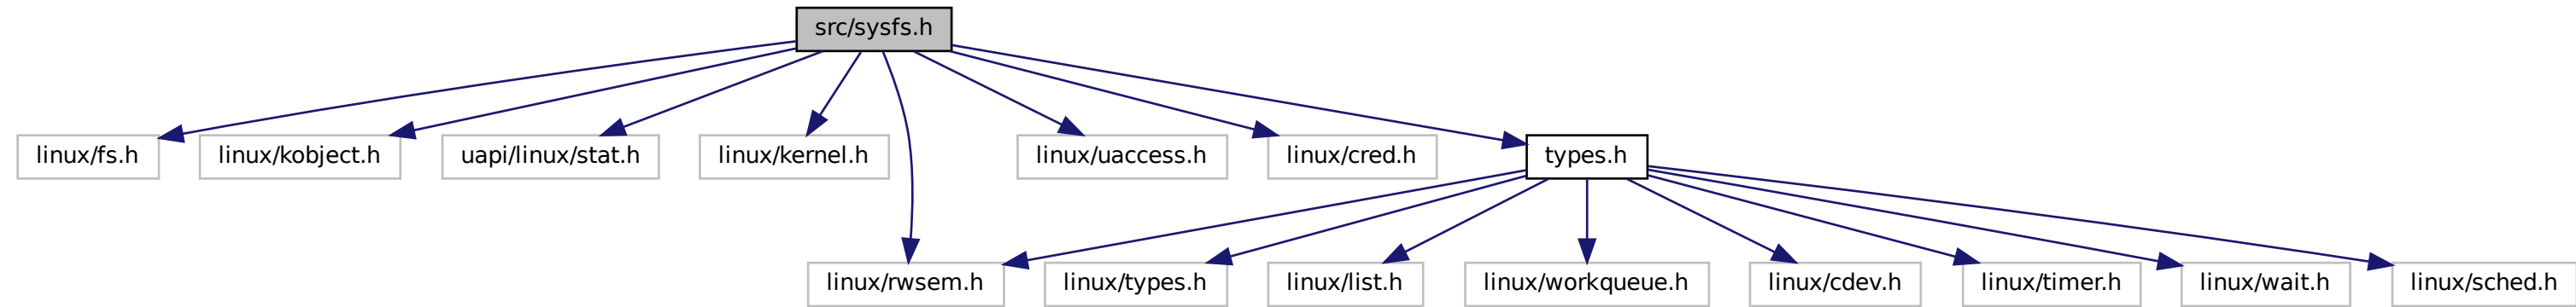 src/sysfs.h
linux/fs.h
linux/kobject.h
uapi/linux/stat.h
linux/kernel.h
linux/uaccess.h
linux/cred.h
types.h
linux/rwsem.h
linux/types.h
linux/list.h
linux/workqueue.h
linux/cdev.h
linux/timer.h
linux/wait.h
linux/sched.h